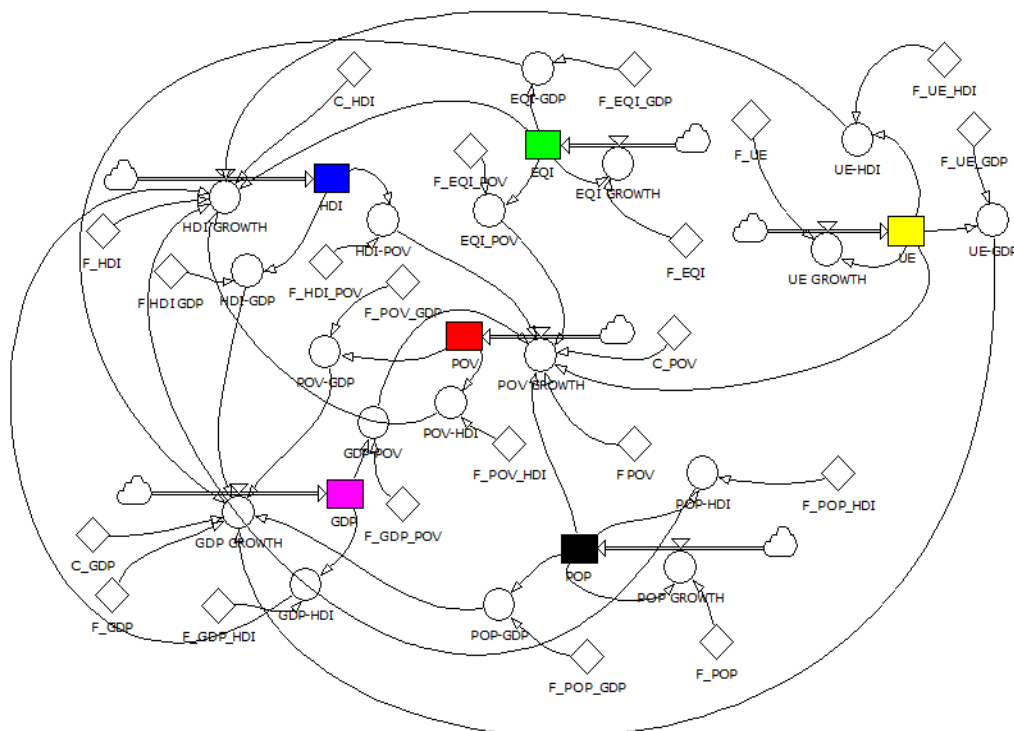 C_HDI
EQI-GDP
F_EQI_GDP
F_UE_HDI
F_UE
UE-HDI
F_UE_GDP
F_EQI_POV
EQI
EQI GROWTH
HDI
HDI GROWTH
EQI_POV
HDI-POV
F_HDI
F_EQI
UE
UE-GDP
UE GROWTH
F HDI GDP
HDI-GDP
F_HDI_POV
F_POV_GDP
POV
C_POV
POV-GDP
POV GROWTH
POV-HDI
GDP-POV
F_POV_HDI
F POV
POP-HDI
F_POP_HDI
GDP
F_GDP_POV
GDP GROWTH
C_GDP
POP
POP GROWTH
F_GDP
GDP-HDI
F_GDP_HDI
POP-GDP
F_POP
F_POP_GDP